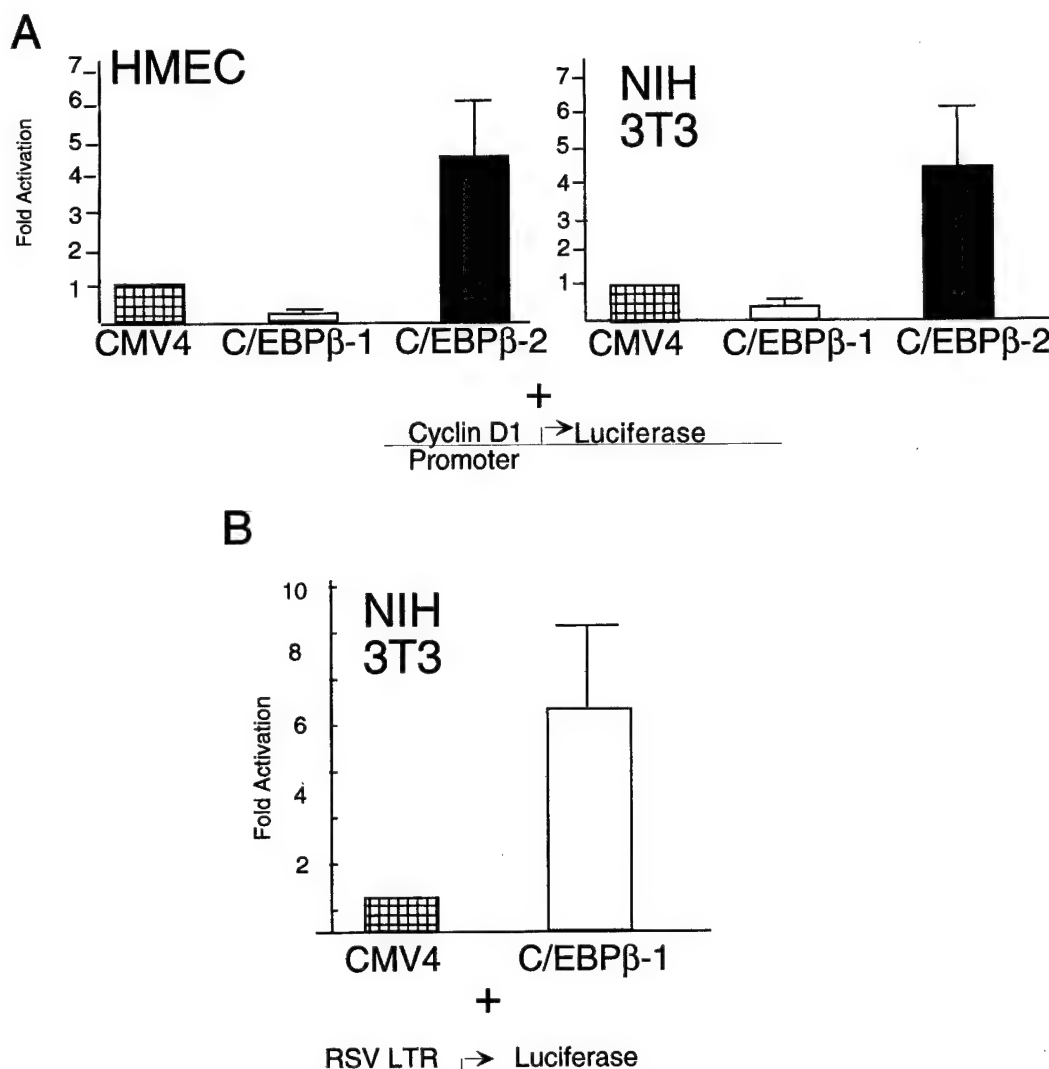 A
HMEC
Fold Activation
7
6
5
4
3
2
1
CMV4 C/EBPβ-1 C/EBPβ-2
NIH
3T3
7
6
5
4
3
2
1
CMV4 C/EBPβ-1 C/EBPβ-2
+
Cyclin D1 Luciferase
Promoter
B
NIH
3T3
Fold Activation
10
8
6
4
2
CMV4 C/EBPβ-1
+
RSV LTR Luciferase